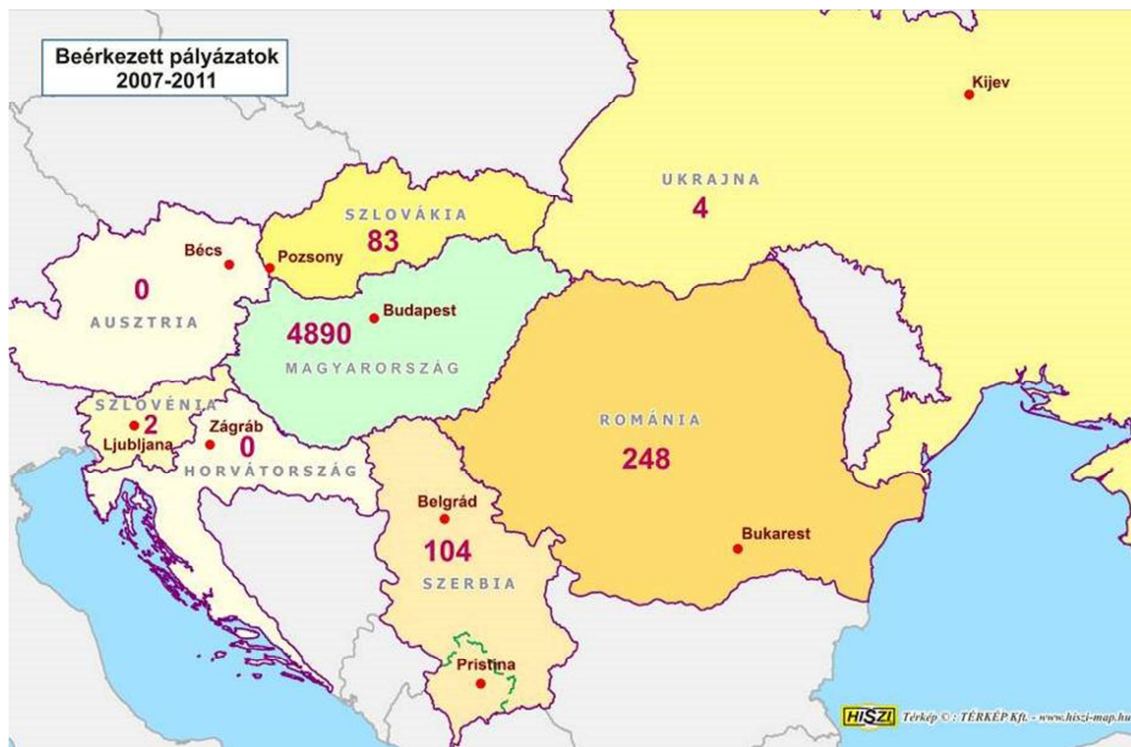 Beérkezett pályázatok
2007-2011
Kijev
UKRAJNA
4
SZLOVÁKIA
83
Bécs
Pozsony
0
AUSZTRIA
Budapest
4890
MAGYARORSZÁG
SZLOVÉNIA
2
Ljubljana
Zágráb
0
HORVÁTORSZÁG
ROMÁNIA
248
Belgrád
104
SZERBIA
Bukarest
Pristina
HISZI Térkép © : TÉRKÉP Kft. - www.hiszi-map.hu